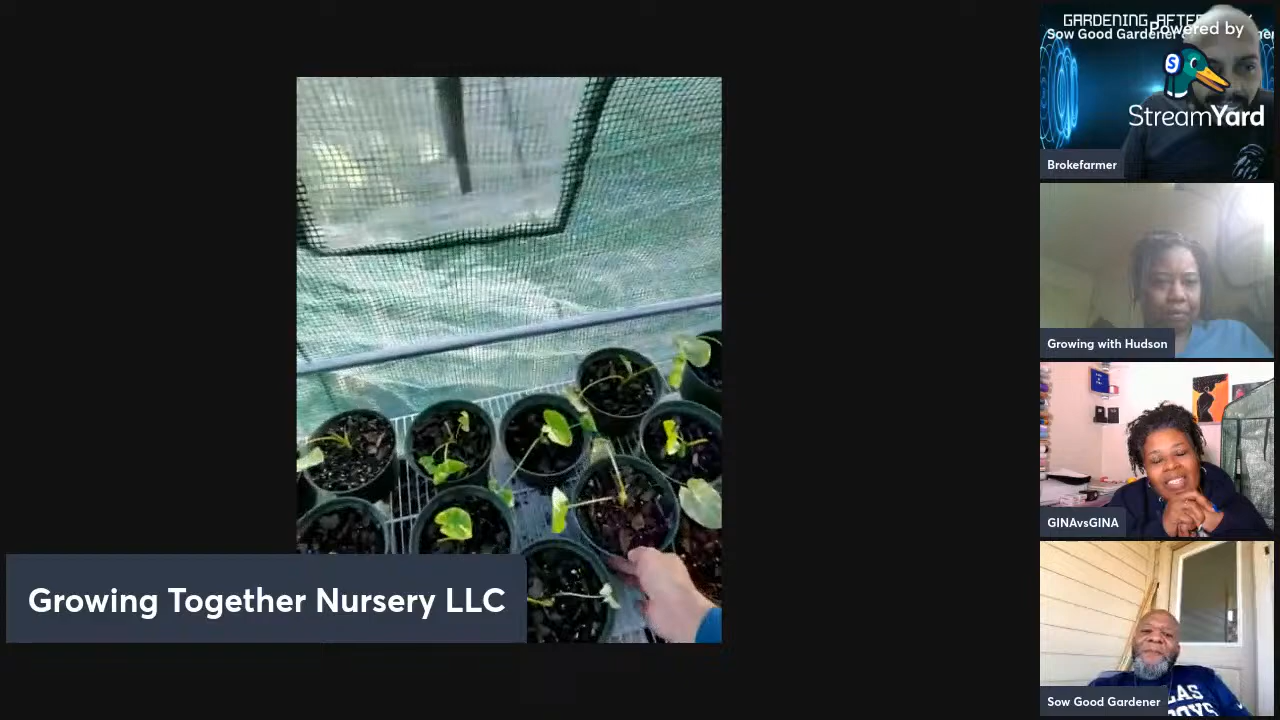 GARDENING AFTER
Sow Good Gardener
Powered by
StreamYard
Brokefarmer
Growing with Hudson
GINAvsGINA
Growing Together Nursery LLC
Sow Good Gardener